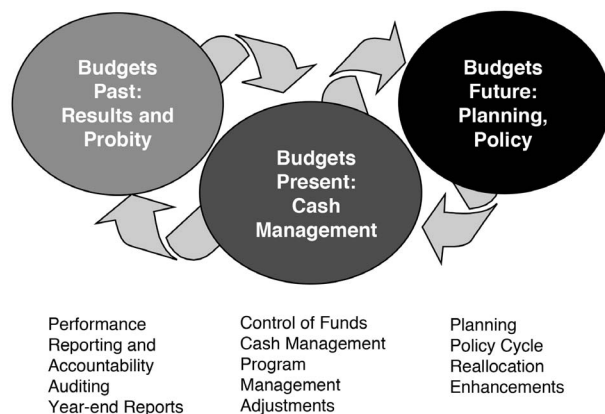 Budgets
Past:
Results and
Probity
Budgets
Present:
Cash
Management
Budgets
Future:
Planning,
Policy
Performance
Reporting and
Accountability
Auditing
Year-end Reports
Control of Funds
Cash Management
Program
Management
Adjustments
Planning
Policy Cycle
Reallocation
Enhancements